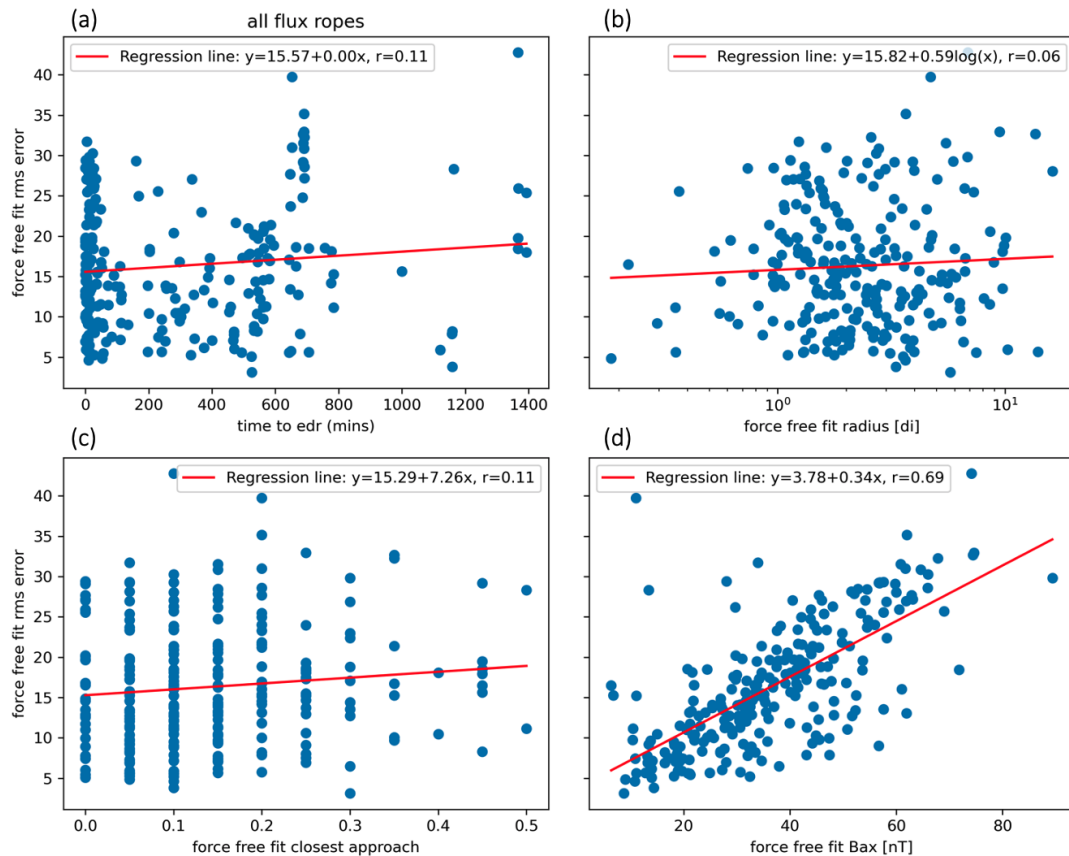 (a)
all flux ropes
(b)
Regression line: y=15.57+0.00x, r=0.11
Regression line: y=15.82+0.59log(x), r=0.06
40
35
30
25
20
15
10
5
force free fit rms error
0 200 400 600 800 1000 1200 1400
time to edr (mins)
10⁰ 10¹
force free fit radius [di]
(c)
(d)
Regression line: y=15.29+7.26x, r=0.11
Regression line: y=3.78+0.34x, r=0.69
40
35
30
25
20
15
10
5
force free fit rms error
0.0 0.1 0.2 0.3 0.4 0.5
force free fit closest approach
20 40 60 80
force free fit Bax [nT]